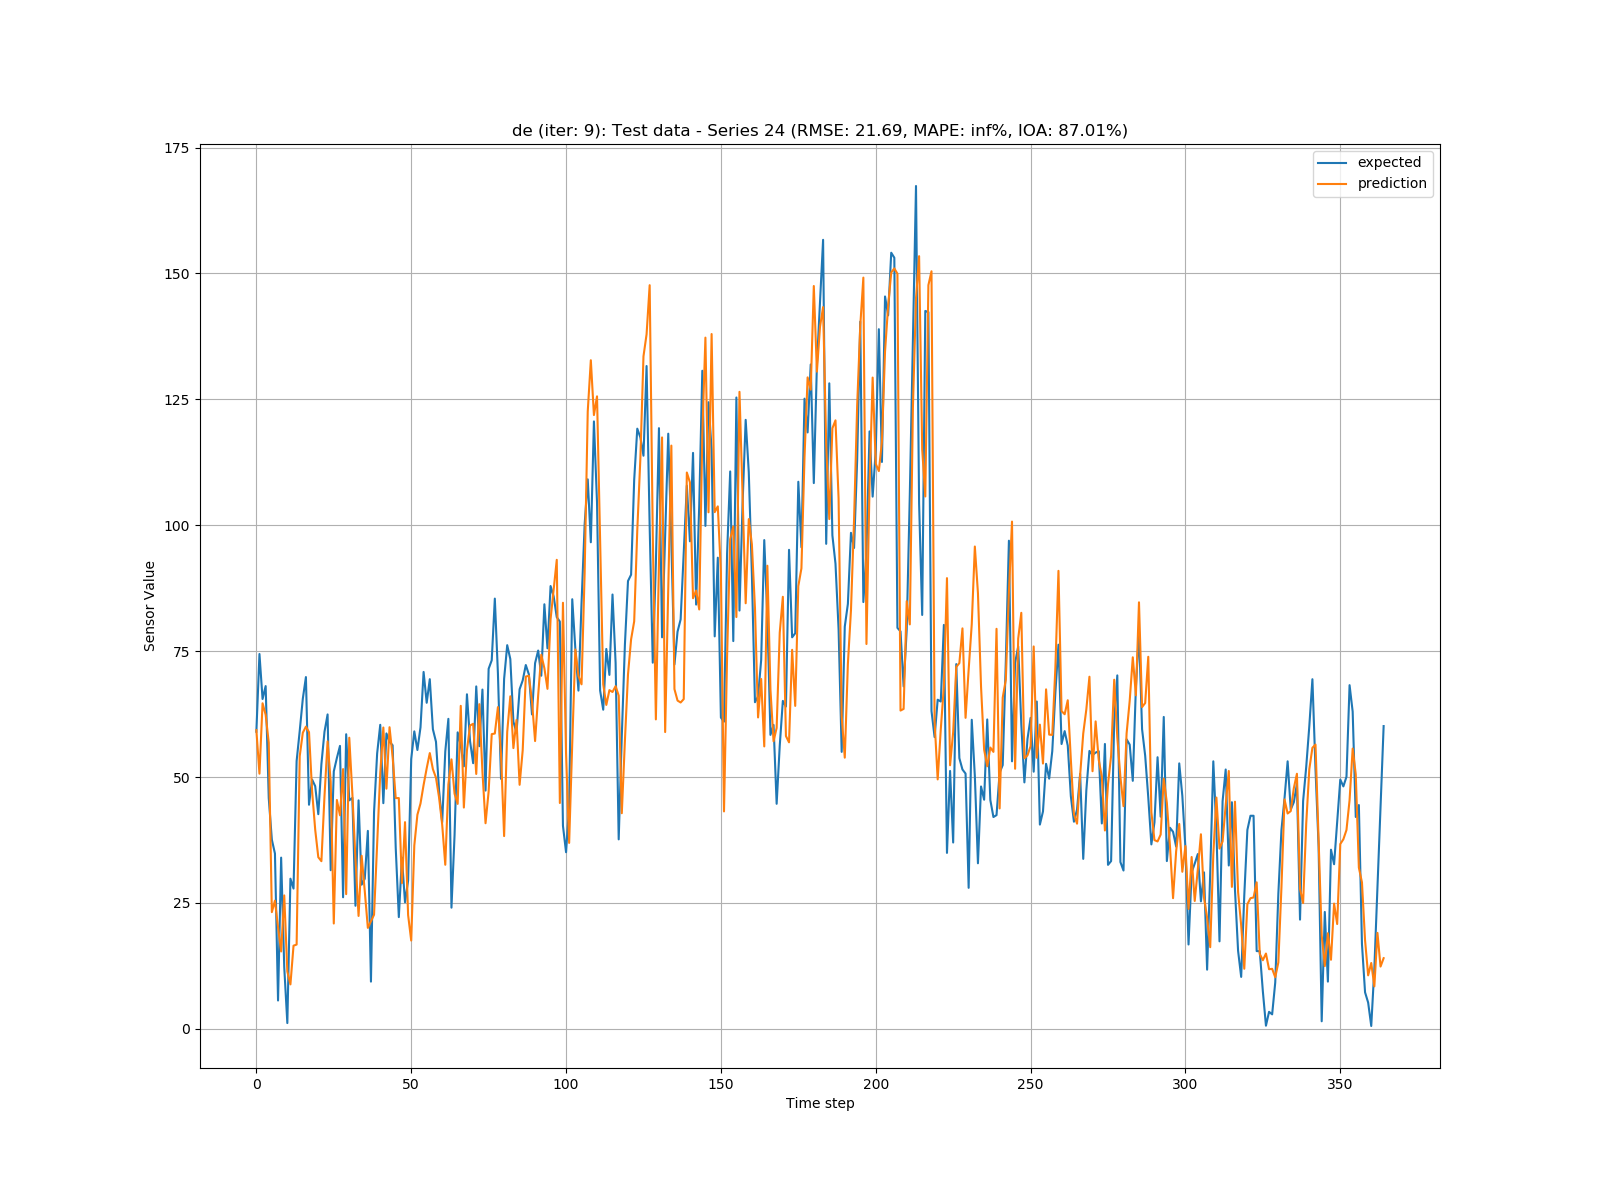 de (iter: 9): Test data - Series 24 (RMSE: 21.69, MAPE: inf%, IOA: 87.01%)
expected
prediction
175
150
125
100
75
50
25
0
Sensor Value
0 50 100 150 200 250 300 350
Time step